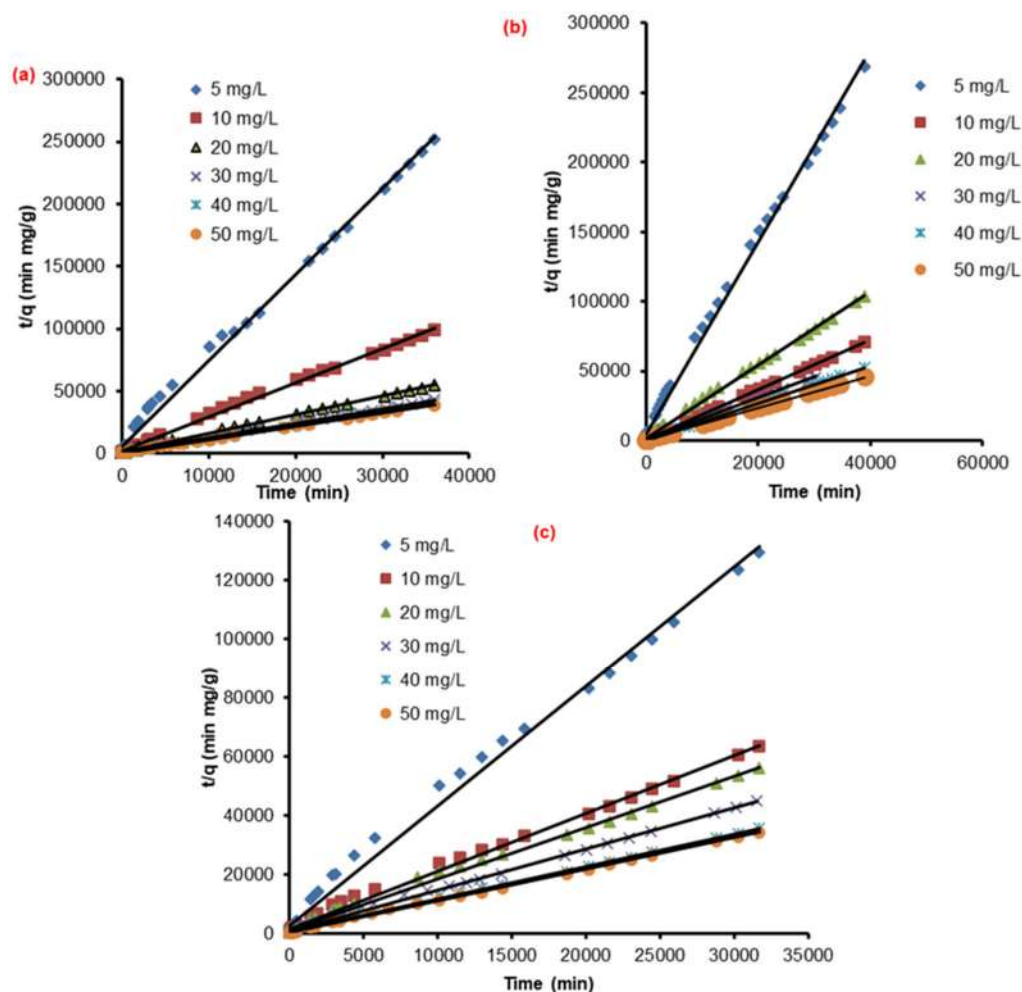 (a)
300000
250000
200000
150000
100000
50000
0
t/q (min mg/g)
5 mg/L
10 mg/L
20 mg/L
30 mg/L
40 mg/L
50 mg/L
0 10000 20000 30000 40000
Time (min)
(b)
300000
250000
200000
150000
100000
50000
0
t/q (min mg/g)
5 mg/L
10 mg/L
20 mg/L
30 mg/L
40 mg/L
50 mg/L
0 20000 40000 60000
Time (min)
(c)
140000
120000
100000
80000
60000
40000
20000
0
t/q (min mg/g)
5 mg/L
10 mg/L
20 mg/L
30 mg/L
40 mg/L
50 mg/L
0 5000 10000 15000 20000 25000 30000 35000
Time (min)